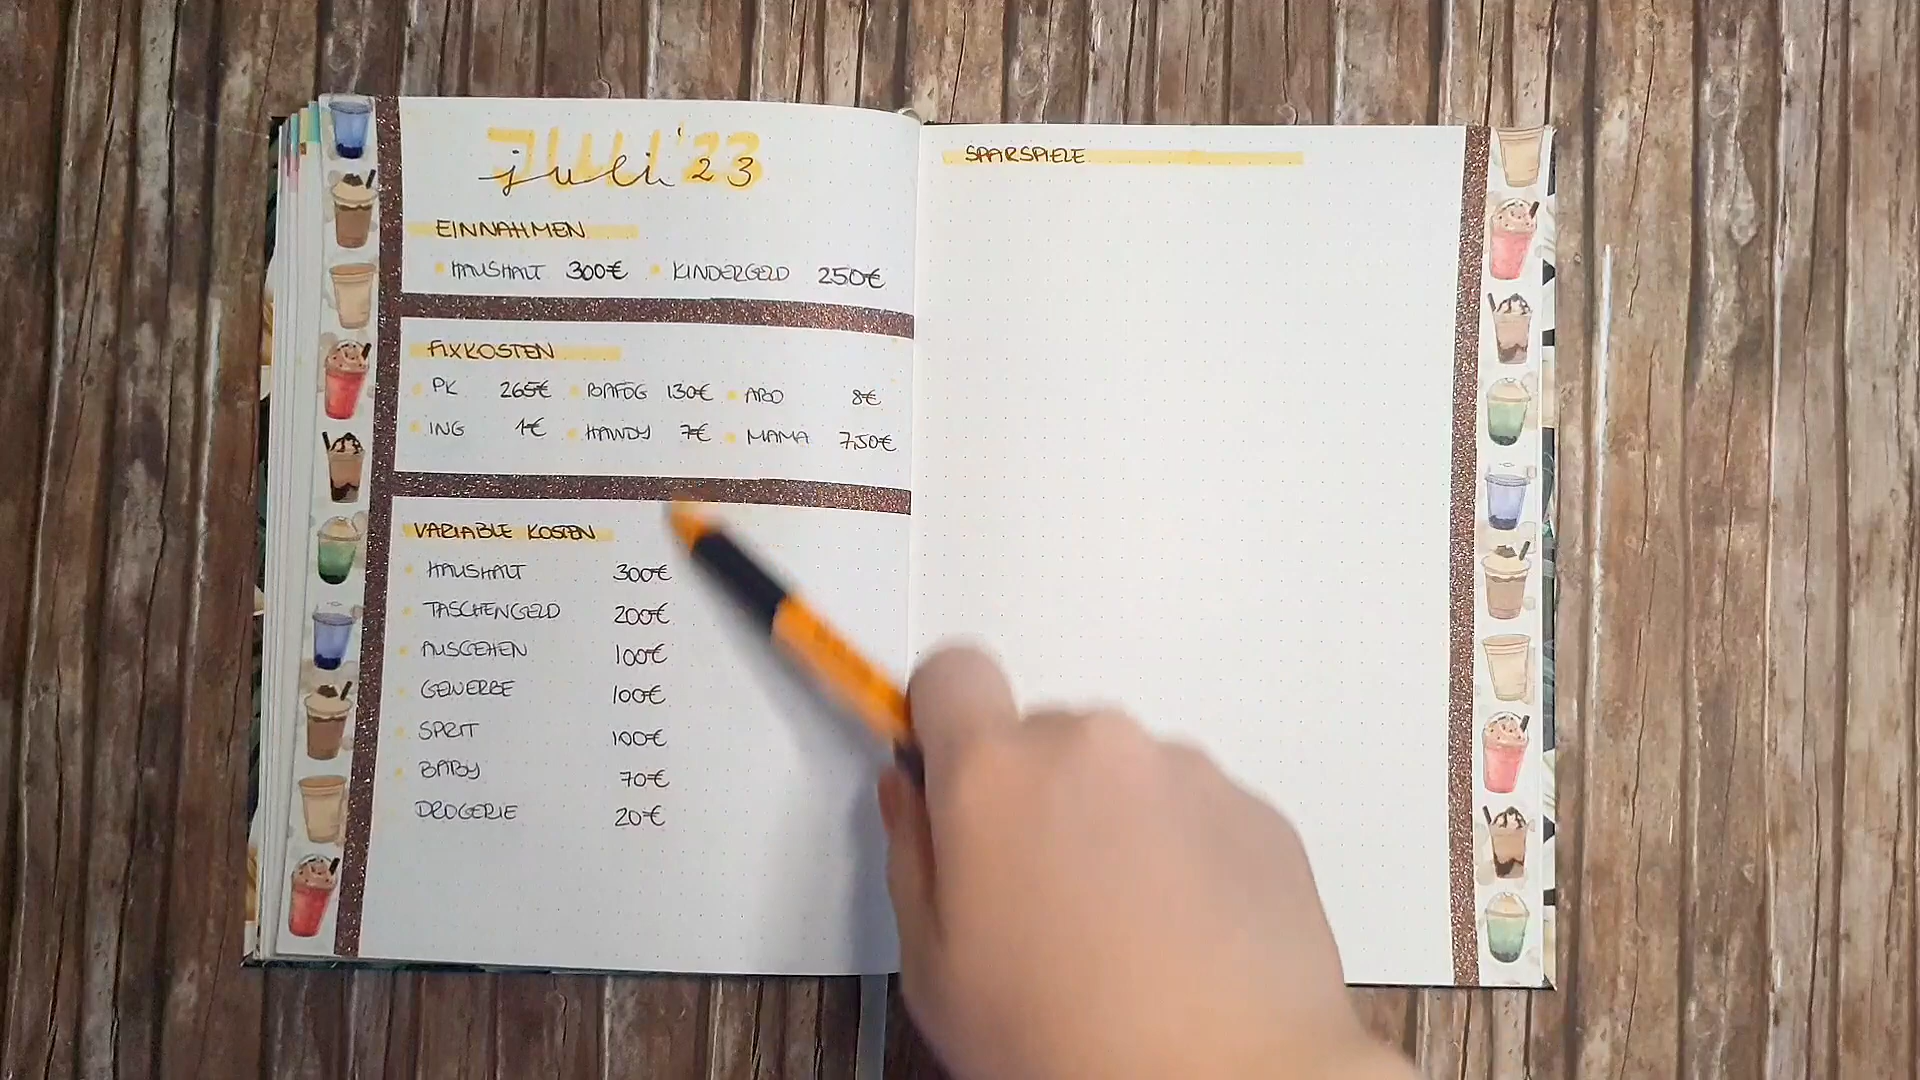 JULI '23
juli 23
EINNAHMEN
HAUSHALT 300€ KINDERGELD 250€
FIXKOSTEN
PK 265€ BAFÖG 130€ ABO 8€
ING 1€ HANDY 7€ MAMA 7,50€
VARIABLE KOSTEN
HAUSHALT 300€
TASCHENGELD 200€
AUSGEHEN 100€
GEWERBE 100€
SPRIT 100€
BABY 70€
DROGERIE 20€
SPARSPIELE